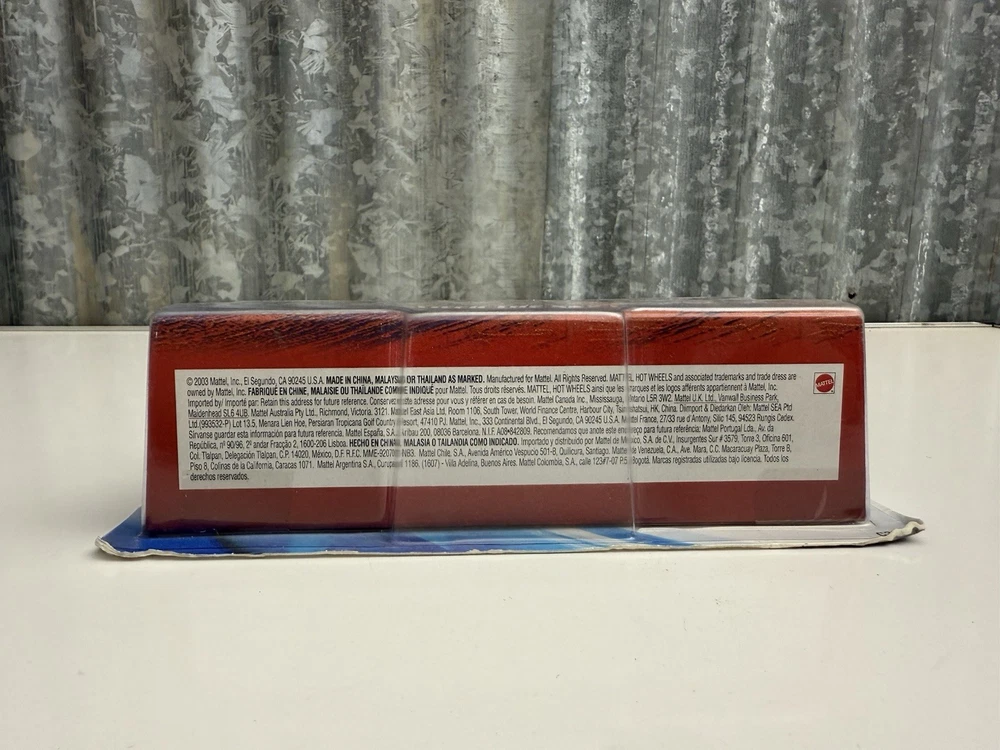 © 2003 Mattel, Inc., El Segundo, CA 90245 U.S.A. MADE IN CHINA, MALAYSIA OR THAILAND AS MARKED. Manufactured for Mattel. All Rights Reserved. MATTEL, HOT WHEELS and associated trademarks and trade dress are
owned by Mattel, Inc. FABRIQUÉ EN CHINE, MALAISIE OU THAÏLANDE COMME INDIQUÉ pour Mattel. Tous droits réservés. MATTEL, HOT WHEELS ainsi que les marques et les logos afférents appartiennent à Mattel, Inc.
MATTEL
Imported by/ importé par: Retain this address for future reference. Conservez cette adresse pour vous y référer en cas de besoin. Mattel Canada Inc., Mississauga, Ontario L5R 3W2. Mattel U.K. Ltd., Vanwall Business Park,
Maidenhead SL6 4UB. Mattel Australia Pty Ltd., Richmond, Victoria. 3121. Mattel East Asia Ltd. Room 1106, South Tower, World Finance Centre, Harbour City, Tsimshatsui, HK, China. Diimport & Diedarkan Oleh: Mattel SEA Ptd
Ltd.(993532-P) Lot 13.5, Menara Lien Hoe, Persiaran Tropicana Golf Country Resort, 47410 PJ. Mattel, Inc., 333 Continental Blvd., El Segundo, CA 90245 U.S.A. Mattel France, 27/33 rue d'Antony, Silic 145, 94523 Rungis Cedex.
Sírvanse guardar esta información para futura referencia. Mattel España, S.A., Aribau 200, 08036 Barcelona. N.I.F. A08-842809. Recomendamos que anote este endereço para futura referência: Mattel Portugal Lda., Av. da
República, nº 90/96, 2º andar Fracção 2, 1600-206 Lisboa. HECHO EN CHINA, MALASIA O TAILANDIA COMO INDICADO. Importado y distribuido por Mattel de México, S.A. de C.V., Insurgentes Sur # 3579, Torre 3, Oficina 601,
Col. Tlalpan, Delegación Tlalpan, C.P. 14020, México, D.F. R.F.C. MME-920701-NB3. Mattel Chile, S.A., Avenida Américo Vespucio 501-B, Quilicura, Santiago. Mattel de Venezuela, C.A., Ave. Mara, C.C. Macaracuay Plaza, Torre B,
Piso 8, Colinas de la California, Caracas 1071. Mattel Argentina S.A., Curupaytí 1186, (1607) - Villa Adelina, Buenos Aires. Mattel Colombia, S.A., calle 123#7-07 P.5, Bogotá. Marcas registradas utilizadas bajo licencia. Todos los
derechos reservados.